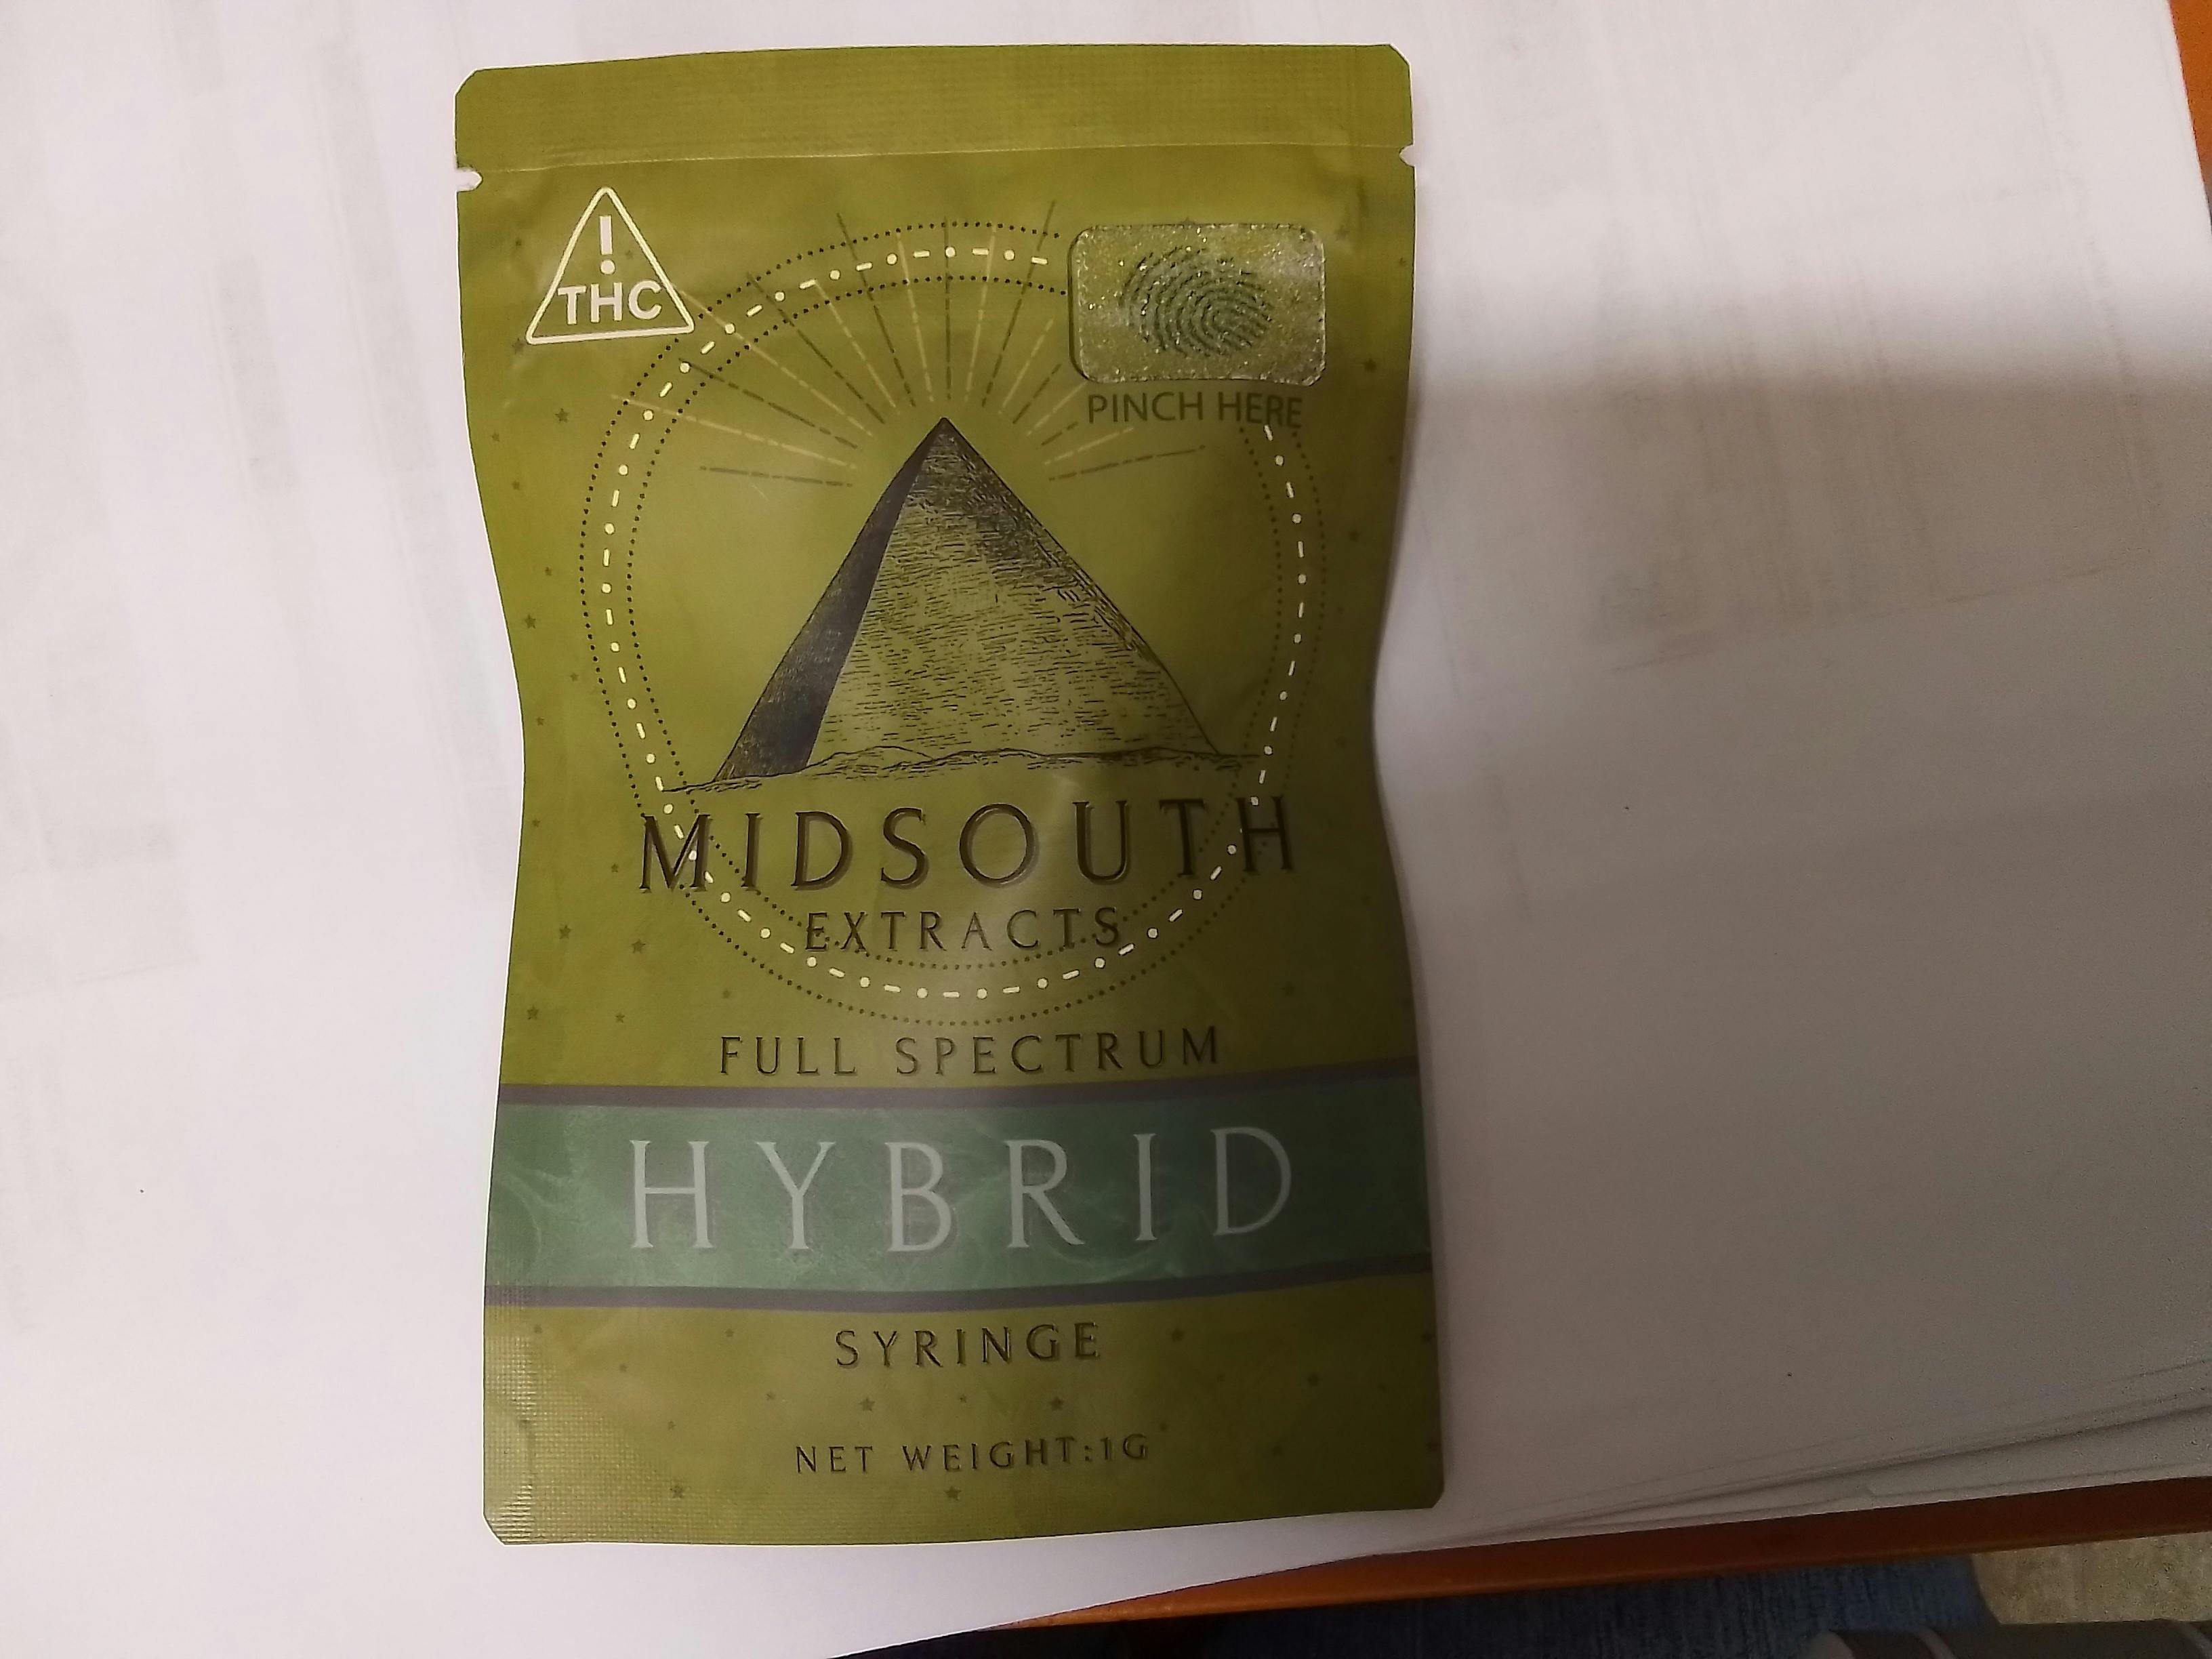 !
THC
PINCH HERE
MIDSOUTH
EXTRACTS
FULL SPECTRUM
HYBRID
SYRINGE
NET WEIGHT:1G